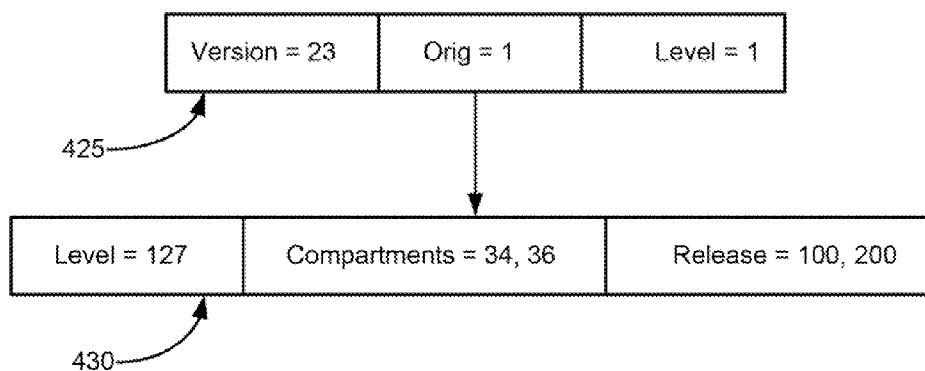 Version = 23 Orig = 1 Level = 1
425
Level = 127 Compartments = 34, 36 Release = 100, 200
430